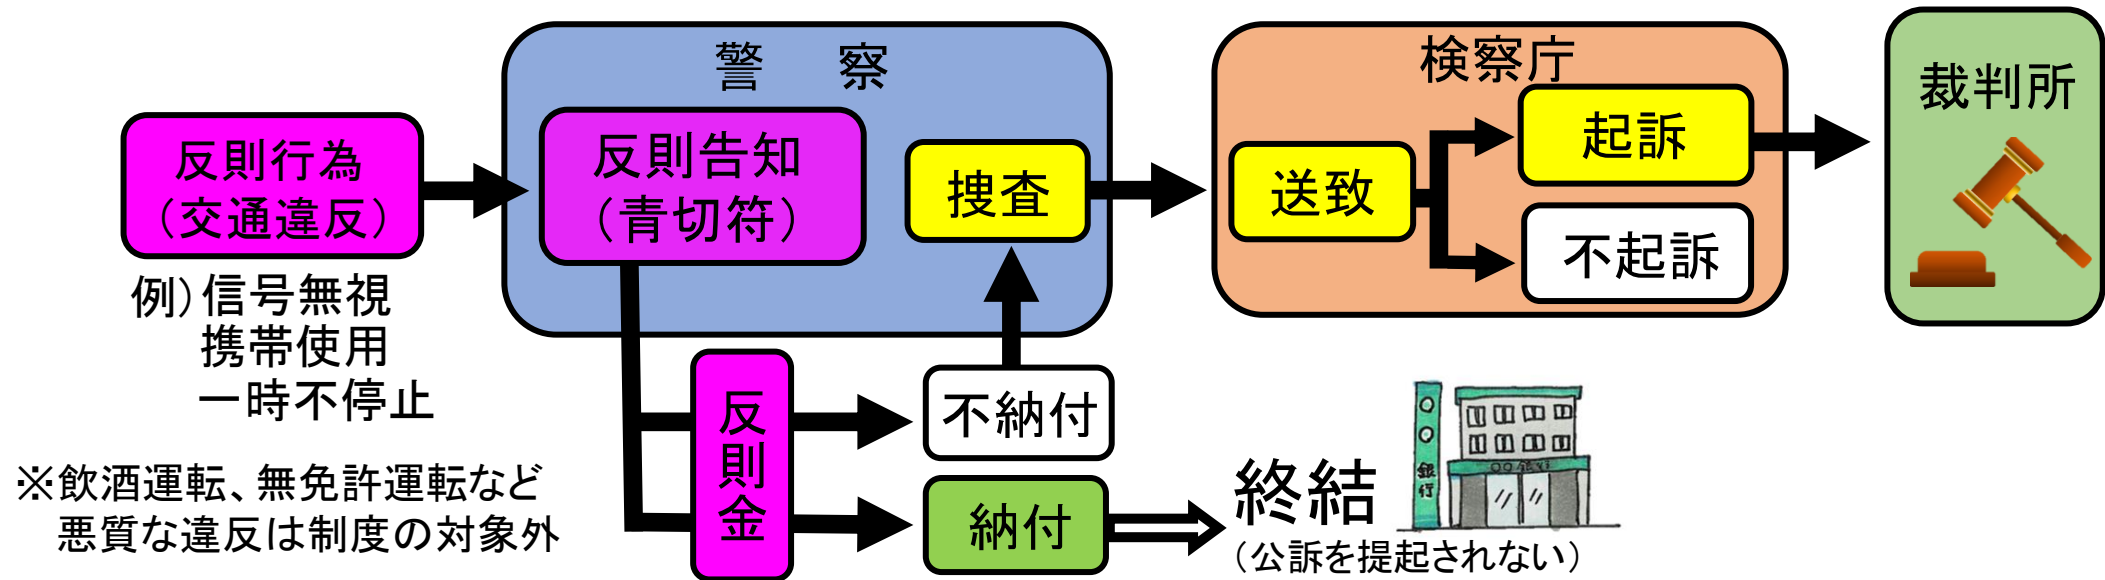 警 察
検察庁
裁判所
反則行為
（交通違反）
反則告知
（青切符）
捜査
送致
起訴
不起訴
例）信号無視
携帯使用
一時不停止
反則金
不納付
納付
終結
（公訴を提起されない）
銀行
○○銀行
※飲酒運転、無免許運転など
悪質な違反は制度の対象外